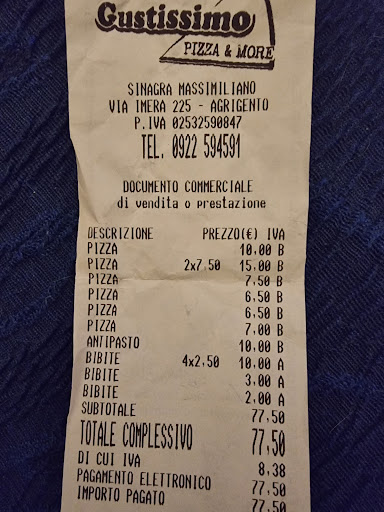 Gustissimo
PIZZA & MORE
SINAGRA MASSIMILIANO
VIA IMERA 225 - AGRIGENTO
P.IVA 02532590847
TEL. 0922 594591
DOCUMENTO COMMERCIALE
di vendita o prestazione
DESCRIZIONE PREZZO(€) IVA
PIZZA 10,00 B
PIZZA 2x7,50 15,00 B
PIZZA 7,50 B
PIZZA 6,50 B
PIZZA 6,50 B
PIZZA 7,00 B
ANTIPASTO 10,00 B
BIBITE 4x2,50 10,00 A
BIBITE 3,00 A
BIBITE 2,00 A
SUBTOTALE 77,50
TOTALE COMPLESSIVO 77,50
DI CUI IVA 8,38
PAGAMENTO ELETTRONICO 77,50
IMPORTO PAGATO 77,50